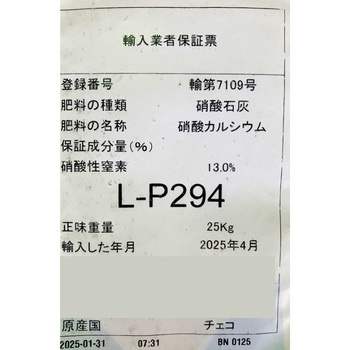 輸入業者保証票
登録番号 輸第7109号
肥料の種類 硝酸石灰
肥料の名称 硝酸カルシウム
保証成分量(%)
硝酸性窒素 13.0%
L-P294
正味重量 25Kg
輸入した年月 2025年4月
原産国 チェコ
2025-01-31 07:31 BN 0125